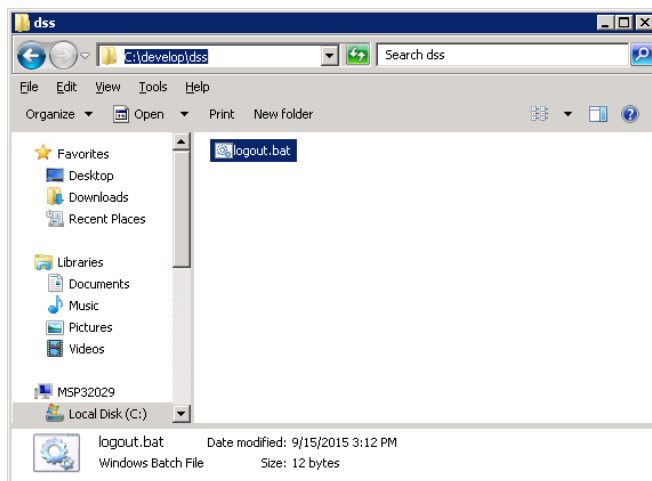 dss
C:\develop\dss
Search dss
File Edit View Tools Help
Organize Open Print New folder
Favorites
Desktop
Downloads
Recent Places
Libraries
Documents
Music
Pictures
Videos
MSP32029
Local Disk (C:)
logout.bat
logout.bat Date modified: 9/15/2015 3:12 PM
Windows Batch File Size: 12 bytes